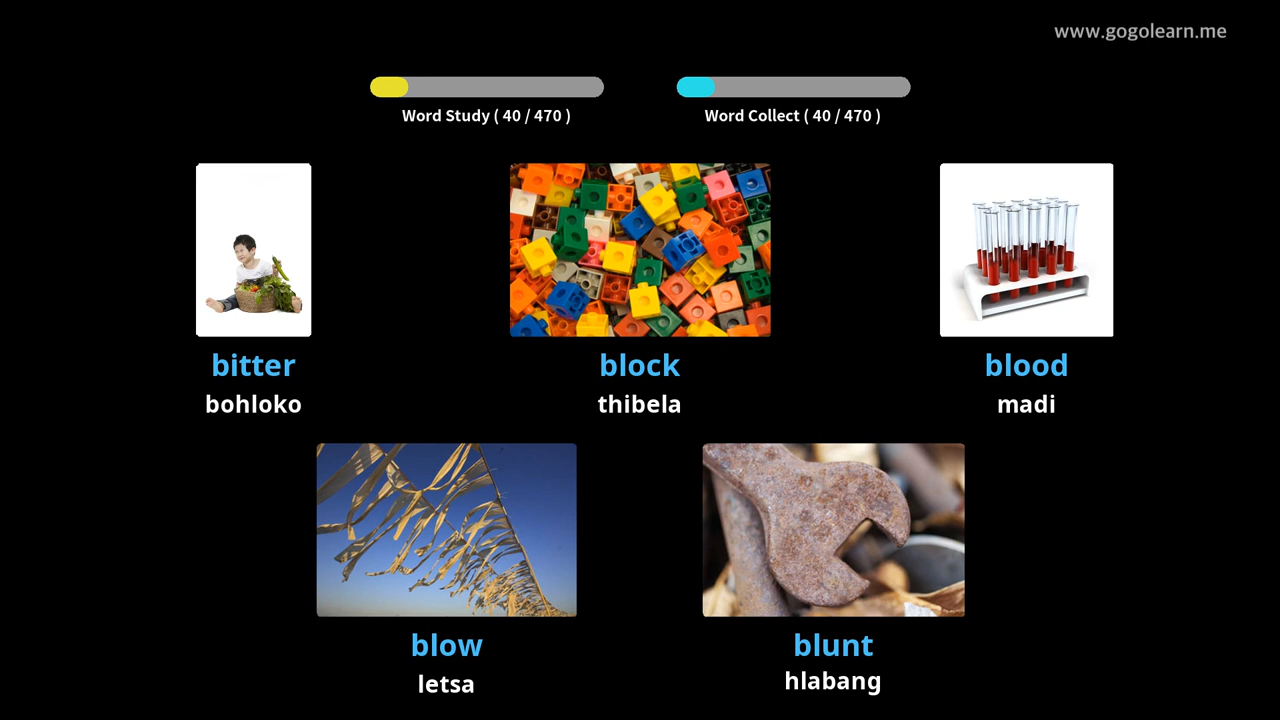 www.gogolearn.me
Word Study ( 40 / 470 )
Word Collect ( 40 / 470 )
bitter
bohloko
block
thibela
blood
madi
blow
letsa
blunt
hlabang